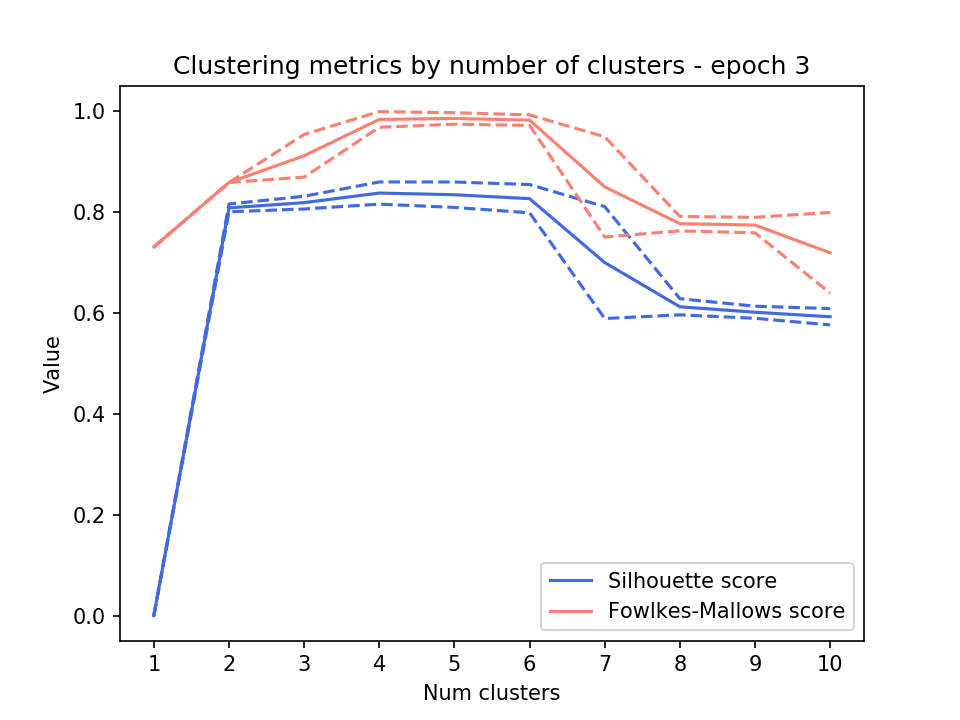 Clustering metrics by number of clusters - epoch 3
1.0
0.8
0.6
0.4
0.2
0.0
Value
1 2 3 4 5 6 7 8 9 10
Num clusters
Silhouette score
Fowlkes-Mallows score